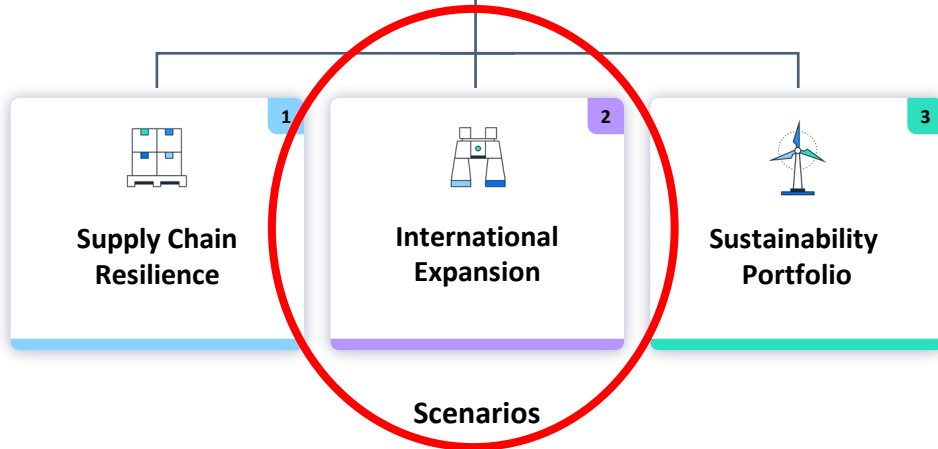 1
2
3
Supply Chain
Resilience
International
Expansion
Sustainability
Portfolio
Scenarios